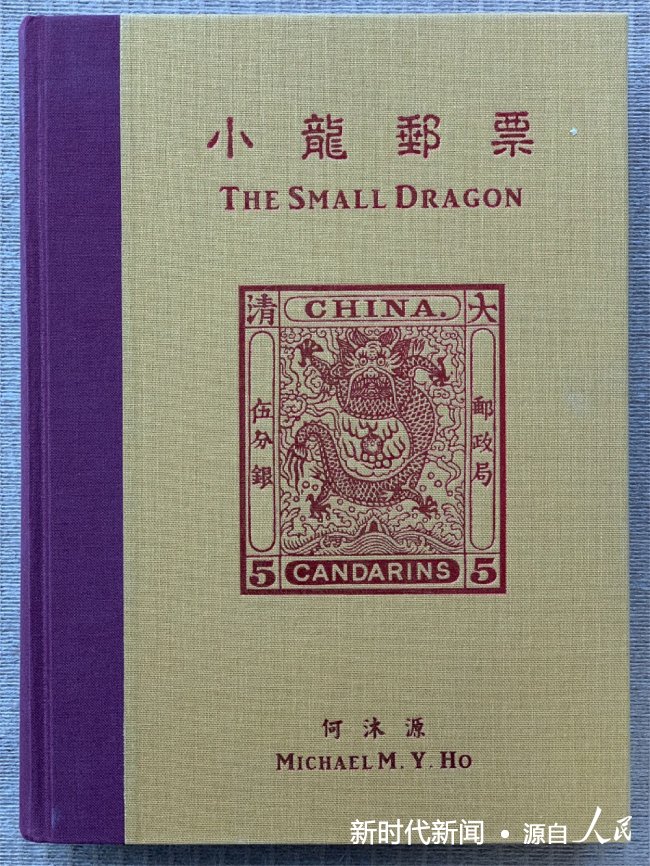 小龍郵票
THE SMALL DRAGON
清 CHINA. 大
伍分銀
郵政局
5 CANDARINS 5
何沐源
MICHAEL M. Y. HO
新时代新闻 • 源自人民